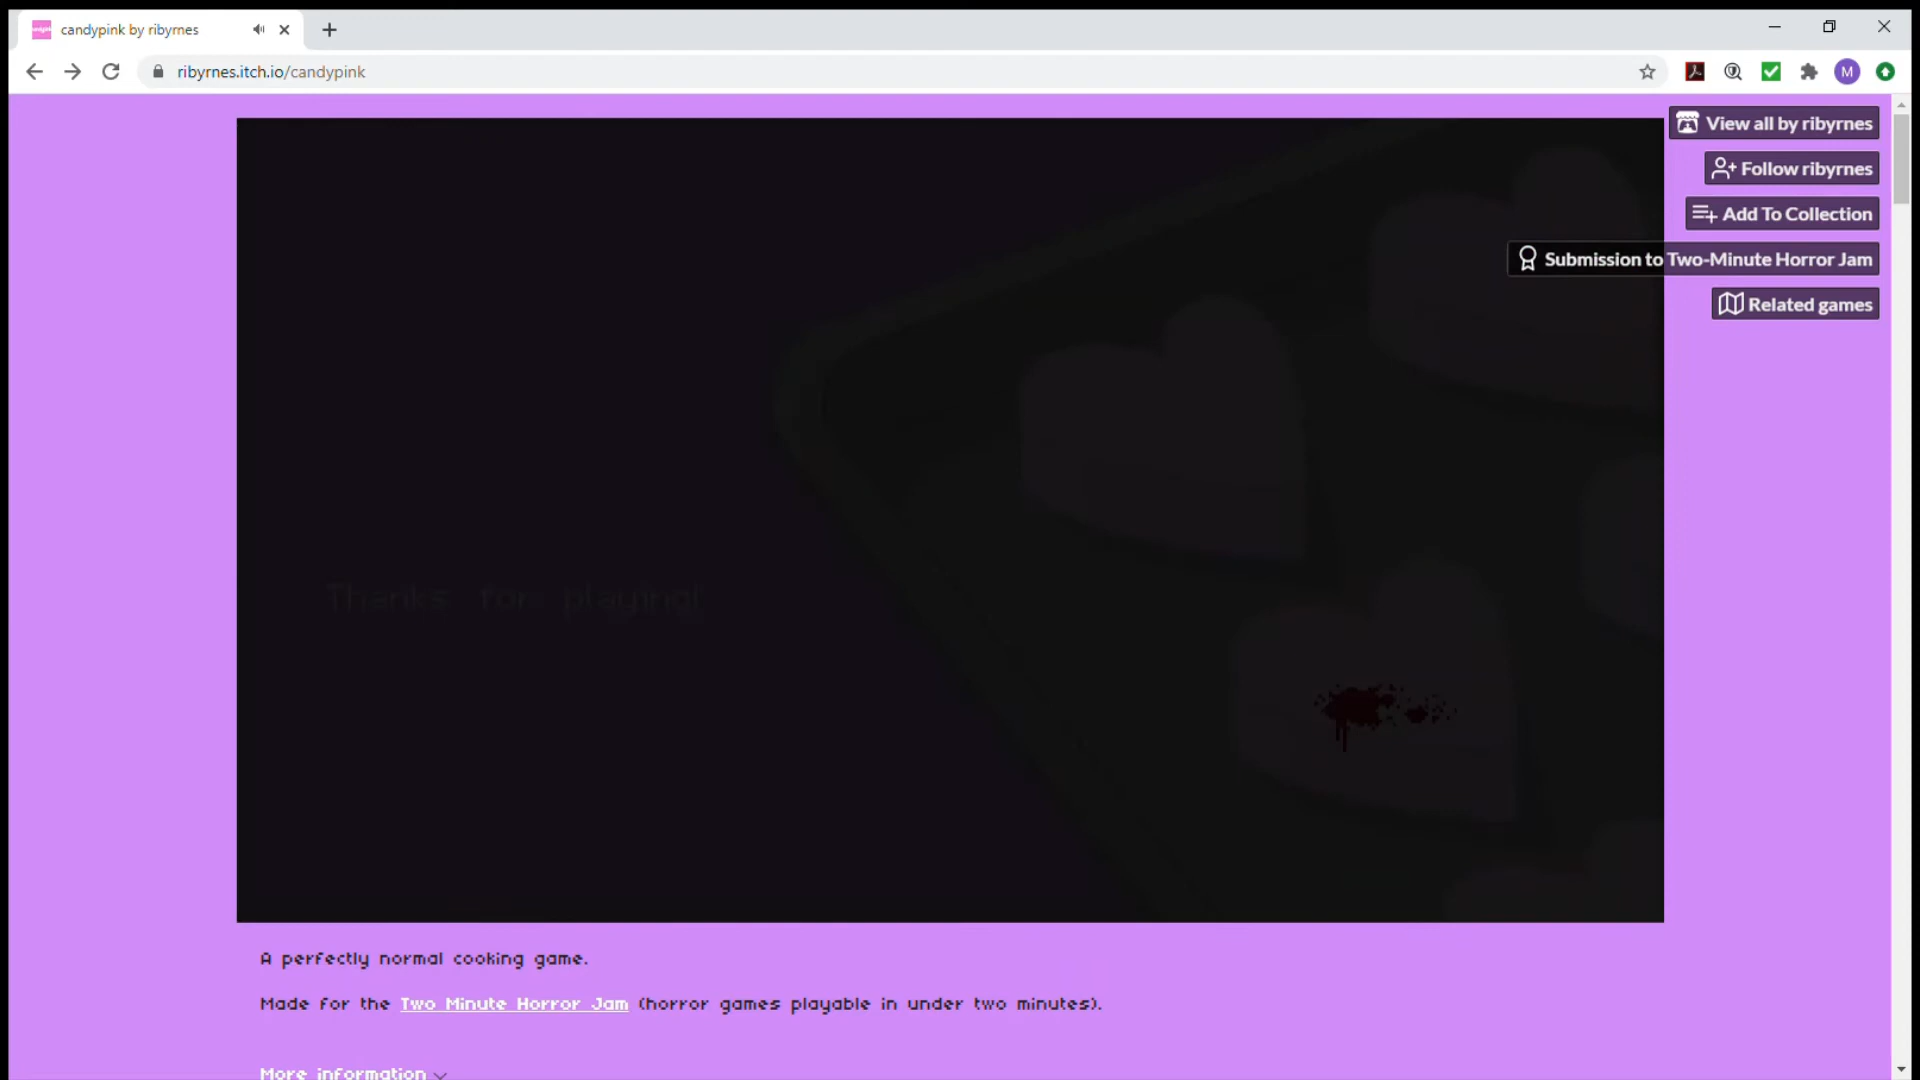 candypink by ribyrnes
ribyrnes.itch.io/candypink
M
View all by ribyrnes
Follow ribyrnes
Add To Collection
Submission to Two-Minute Horror Jam
Related games
Thanks for playing!
A perfectly normal cooking game.
Made for the Two Minute Horror Jam (horror games playable in under two minutes).
More information